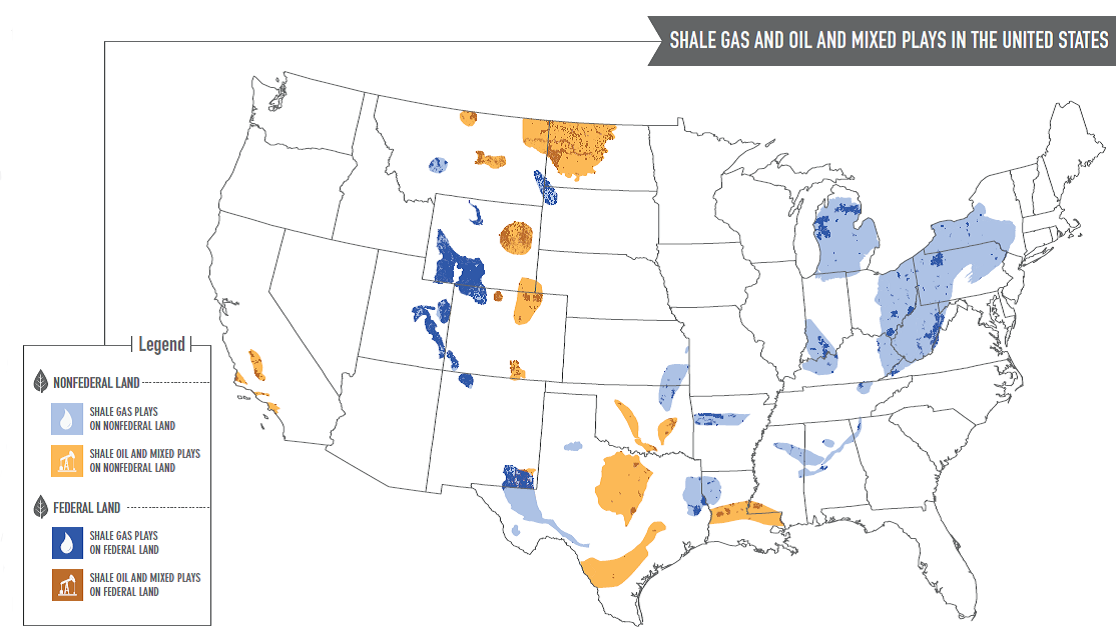 SHALE GAS AND OIL AND MIXED PLAYS IN THE UNITED STATES
Legend
NONFEDERAL LAND
SHALE GAS PLAYS
ON NONFEDERAL LAND
SHALE OIL AND MIXED PLAYS
ON NONFEDERAL LAND
FEDERAL LAND
SHALE GAS PLAYS
ON FEDERAL LAND
SHALE OIL AND MIXED PLAYS
ON FEDERAL LAND